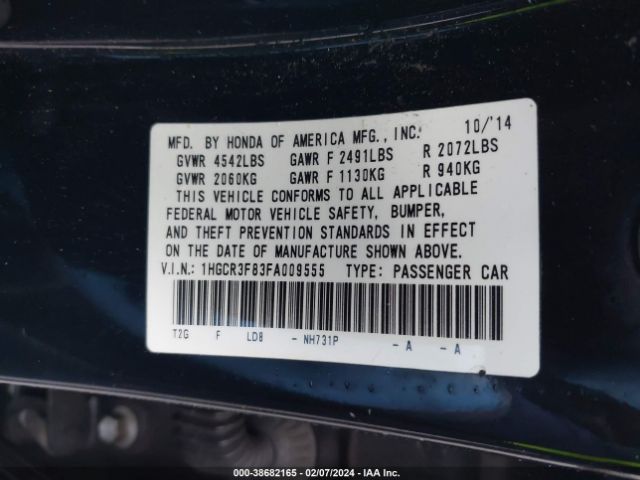 MFD. BY HONDA OF AMERICA MFG., INC. 10/'14
GVWR 4542LBS GAWR F 2491LBS R 2072LBS
GVWR 2060KG GAWR F 1130KG R 940KG
THIS VEHICLE CONFORMS TO ALL APPLICABLE
FEDERAL MOTOR VEHICLE SAFETY, BUMPER,
AND THEFT PREVENTION STANDARDS IN EFFECT
ON THE DATE OF MANUFACTURE SHOWN ABOVE.
V.I.N.: 1HGCR3F83FA009555 TYPE: PASSENGER CAR
T2G F LD8 - NH731P - A - A
000-38682165 - 02/07/2024 - IAA Inc.